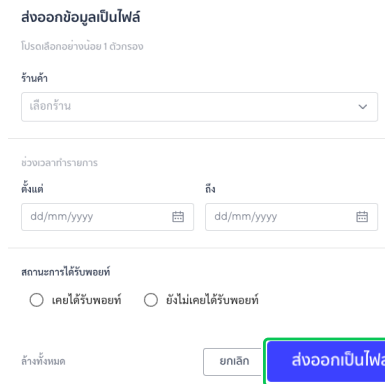 ส่งออกข้อมูลเป็นไฟล์
โปรดเลือกอย่างน้อย 1 ตัวกรอง
ร้านค้า
เลือกร้าน
ช่วงเวลาทำรายการ
ตั้งแต่ ถึง
dd/mm/yyyy dd/mm/yyyy
สถานะการได้รับพอยท์
เคยได้รับพอยท์ ยังไม่เคยได้รับพอยท์
ล้างทั้งหมด ยกเลิก ส่งออกเป็นไฟล